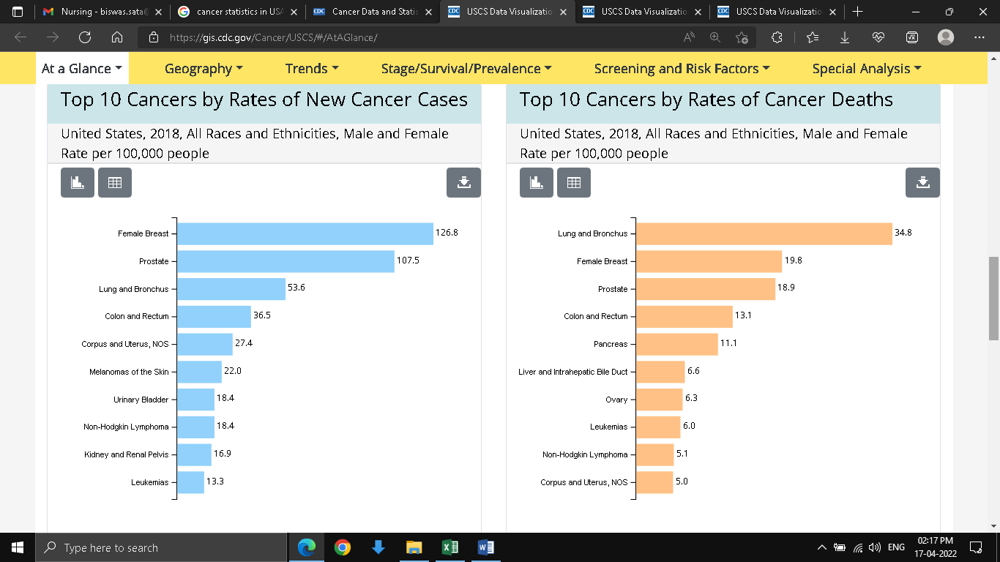 Nursing - biswas.sata@
cancer statistics in USA
CDC Cancer Data and Statis
CDC USCS Data Visualizatio
CDC USCS Data Visualizatio
CDC USCS Data Visualizatio
https://gis.cdc.gov/Cancer/USCS/#/AtAGlance/
At a Glance
Geography
Trends
Stage/Survival/Prevalence
Screening and Risk Factors
Special Analysis
Top 10 Cancers by Rates of New Cancer Cases
United States, 2018, All Races and Ethnicities, Male and Female
Rate per 100,000 people
Female Breast 126.8
Prostate 107.5
Lung and Bronchus 53.6
Colon and Rectum 36.5
Corpus and Uterus, NOS 27.4
Melanomas of the Skin 22.0
Urinary Bladder 18.4
Non-Hodgkin Lymphoma 18.4
Kidney and Renal Pelvis 16.9
Leukemias 13.3
Top 10 Cancers by Rates of Cancer Deaths
United States, 2018, All Races and Ethnicities, Male and Female
Rate per 100,000 people
Lung and Bronchus 34.8
Female Breast 19.8
Prostate 18.9
Colon and Rectum 13.1
Pancreas 11.1
Liver and Intrahepatic Bile Duct 6.6
Ovary 6.3
Leukemias 6.0
Non-Hodgkin Lymphoma 5.1
Corpus and Uterus, NOS 5.0
Type here to search
ENG
02:17 PM
17-04-2022